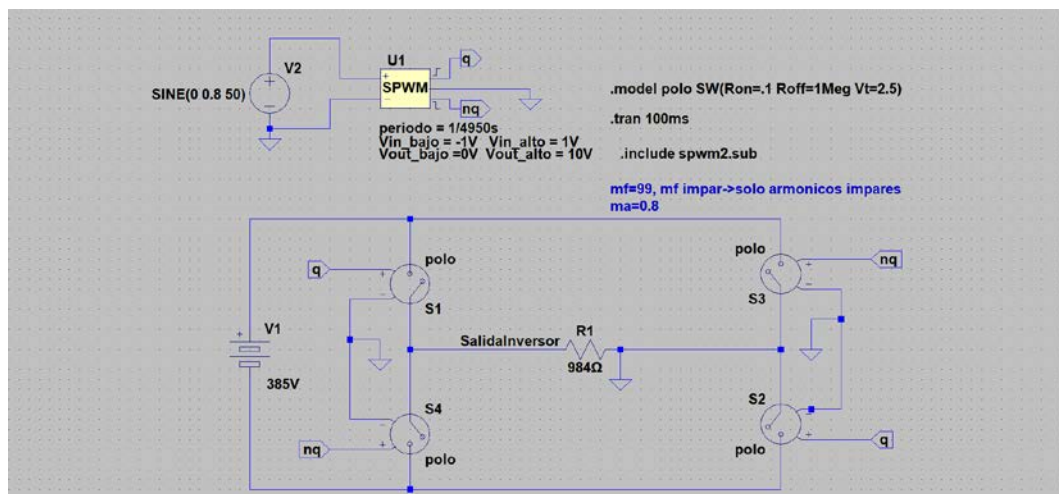 V2
SINE(0 0.8 50)
U1
+
SPWM
−
q
nq
periodo = 1/4950s
Vin_bajo = -1V Vin_alto = 1V
Vout_bajo =0V Vout_alto = 10V
.model polo SW(Ron=.1 Roff=1Meg Vt=2.5)
.tran 100ms
.include spwm2.sub
mf=99, mf impar->solo armonicos impares
ma=0.8
q
polo
S1
polo
S3
nq
V1
385V
SalidaInversor
R1
984Ω
S4
nq
polo
S2
polo
q